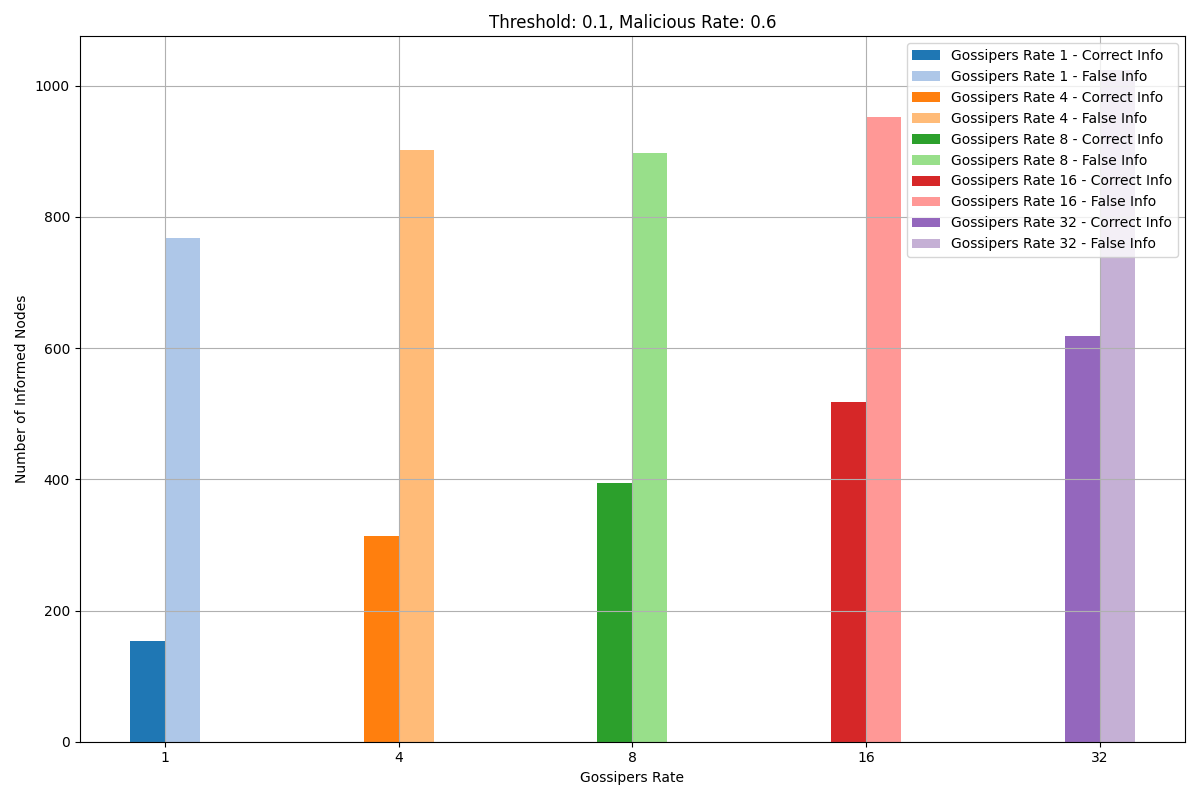 Threshold: 0.1, Malicious Rate: 0.6
Number of Informed Nodes
1000
800
600
400
200
0
Gossipers Rate 1 - Correct Info
Gossipers Rate 1 - False Info
Gossipers Rate 4 - Correct Info
Gossipers Rate 4 - False Info
Gossipers Rate 8 - Correct Info
Gossipers Rate 8 - False Info
Gossipers Rate 16 - Correct Info
Gossipers Rate 16 - False Info
Gossipers Rate 32 - Correct Info
Gossipers Rate 32 - False Info
1 4 8 16 32
Gossipers Rate